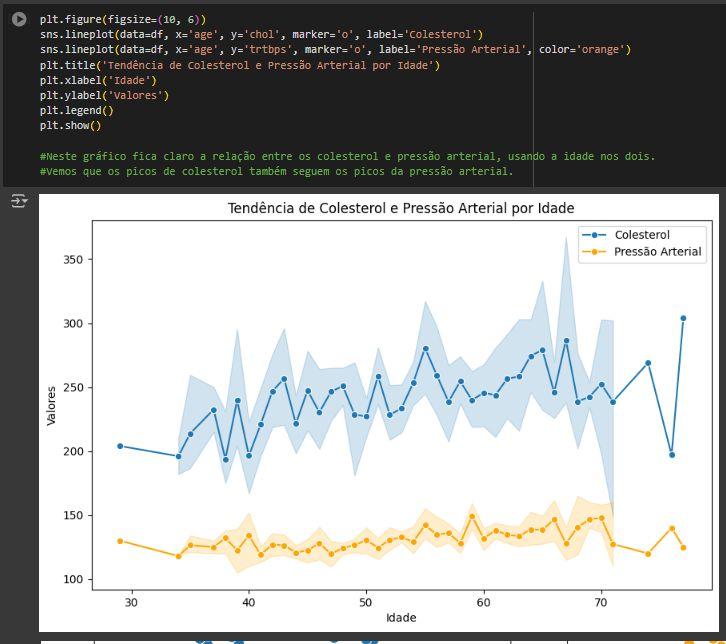 plt.figure(figsize=(10, 6))
sns.lineplot(data=df, x='age', y='chol', marker='o', label='Colesterol')
sns.lineplot(data=df, x='age', y='trtbps', marker='o', label='Pressão Arterial', color='orange')
plt.title('Tendência de Colesterol e Pressão Arterial por Idade')
plt.xlabel('Idade')
plt.ylabel('Valores')
plt.legend()
plt.show()
#Neste gráfico fica claro a relação entre os colesterol e pressão arterial, usando a idade nos dois.
#Vemos que os picos de colesterol também seguem os picos da pressão arterial.
Tendência de Colesterol e Pressão Arterial por Idade
Colesterol
Pressão Arterial
350
300
250
200
150
100
Valores
30 40 50 60 70
Idade